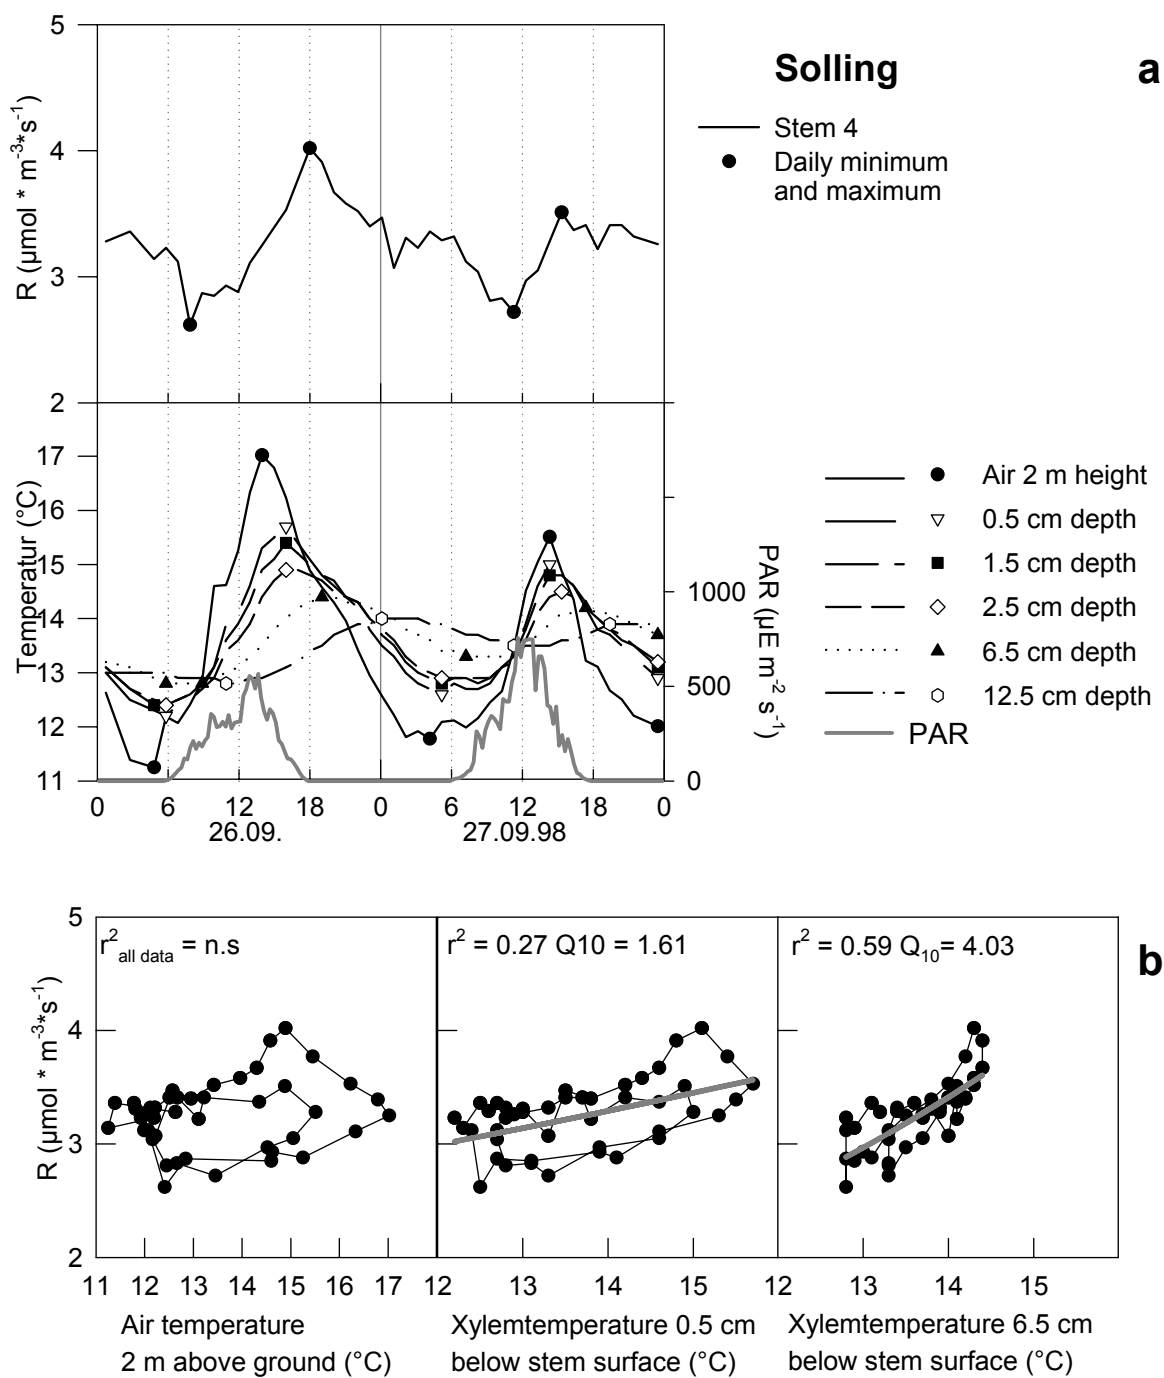 Solling
a
Stem 4
Daily minimum
and maximum
R (µmol * m-3*s-1)
5
4
3
2
Temperatur (°C)
17
16
15
14
13
12
11
PAR (µE m-2 s-1)
1000
500
0
0 6 12 18 0 6 12 18 0
26.09. 27.09.98
Air 2 m height
0.5 cm depth
1.5 cm depth
2.5 cm depth
6.5 cm depth
12.5 cm depth
PAR
b
R (µmol * m-3*s-1)
5
4
3
2
r2 all data = n.s
r2 = 0.27 Q10 = 1.61
r2 = 0.59 Q10= 4.03
11 12 13 14 15 16 17 12 13 14 15 12 13 14 15
Air temperature
2 m above ground (°C)
Xylemtemperature 0.5 cm
below stem surface (°C)
Xylemtemperature 6.5 cm
below stem surface (°C)